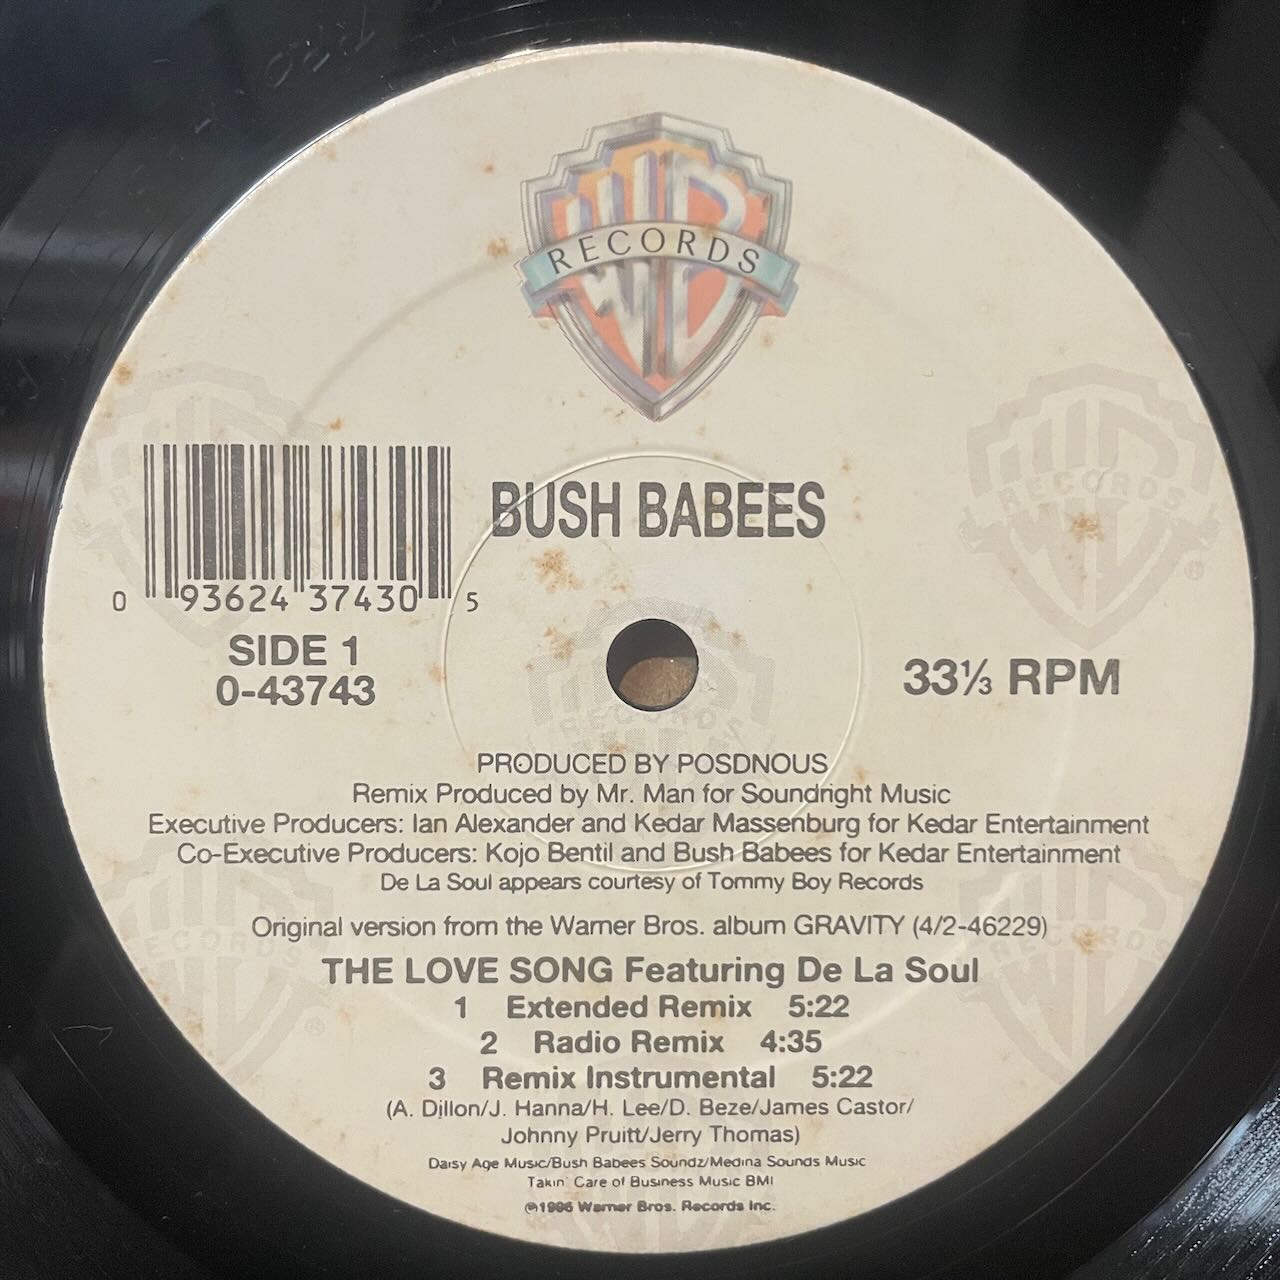 WB
RECORDS
BUSH BABEES
0 93624 37430 5
SIDE 1
0-43743
33⅓ RPM
PRODUCED BY POSDNOUS
Remix Produced by Mr. Man for Soundright Music
Executive Producers: Ian Alexander and Kedar Massenburg for Kedar Entertainment
Co-Executive Producers: Kojo Bentil and Bush Babees for Kedar Entertainment
De La Soul appears courtesy of Tommy Boy Records
Original version from the Warner Bros. album GRAVITY (4/2-46229)
THE LOVE SONG Featuring De La Soul
1 Extended Remix 5:22
2 Radio Remix 4:35
3 Remix Instrumental 5:22
(A. Dillon/J. Hanna/H. Lee/D. Beze/James Castor/
Johnny Pruitt/Jerry Thomas)
Daisy Age Music/Bush Babees Soundz/Medina Sounds Music
Takin' Care of Business Music BMI
℗1996 Warner Bros. Records Inc.